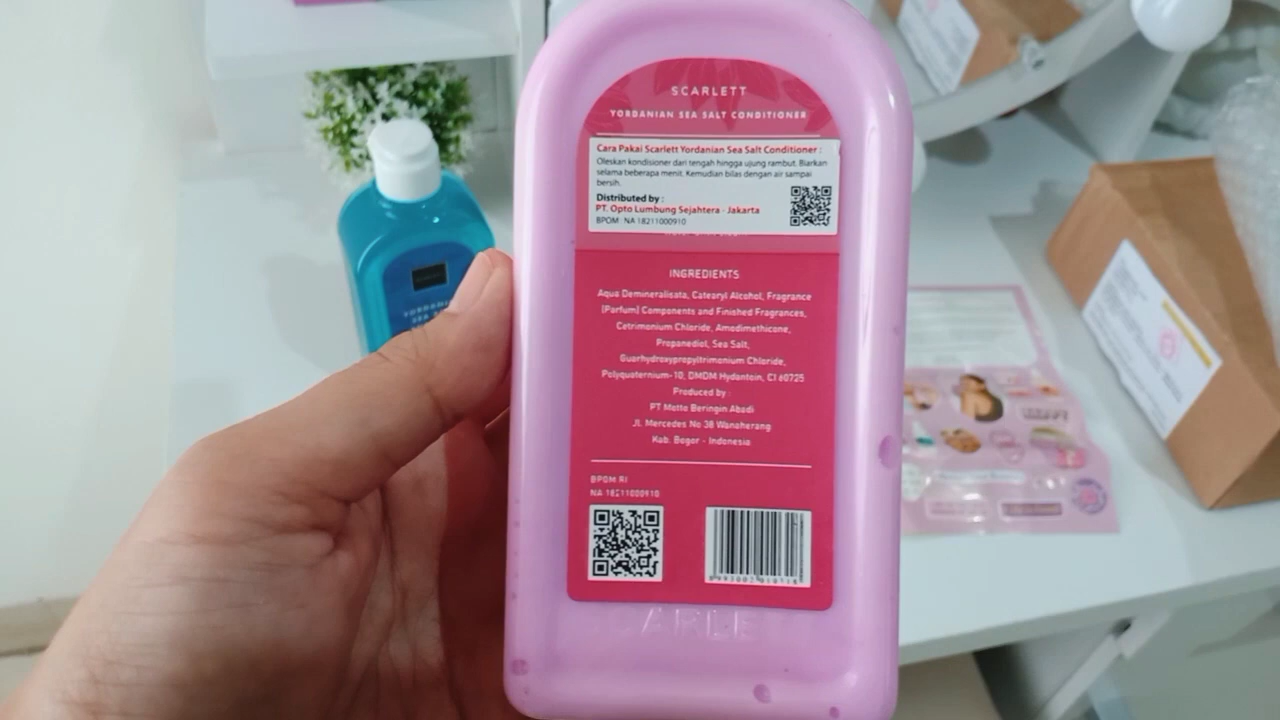 SCARLETT
YORDANIAN SEA SALT CONDITIONER
Cara Pakai Scarlett Yordanian Sea Salt Conditioner :
Oleskan kondisioner dari tengah hingga ujung rambut. Biarkan
selama beberapa menit. Kemudian bilas dengan air sampai
bersih.
Distributed by :
PT. Opto Lumbung Sejahtera - Jakarta
BPOM : NA 18211000910
INGREDIENTS
Aqua Demineralisata, Catearyl Alcohol, Fragrance
(Parfum) Components and Finished Fragrances,
Cetrimonium Chloride, Amodimethicone,
Propanediol, Sea Salt,
Guarhydroxypropyltrimonium Chloride,
Polyquaternium-10, DMDM Hydantoin, CI 60725
Produced by :
PT Motto Beringin Abadi
Jl. Mercedes No 38 Wanaherang
Kab. Bogor - Indonesia
BPOM RI
NA 18211000910
YORDANIAN
SEA SALT